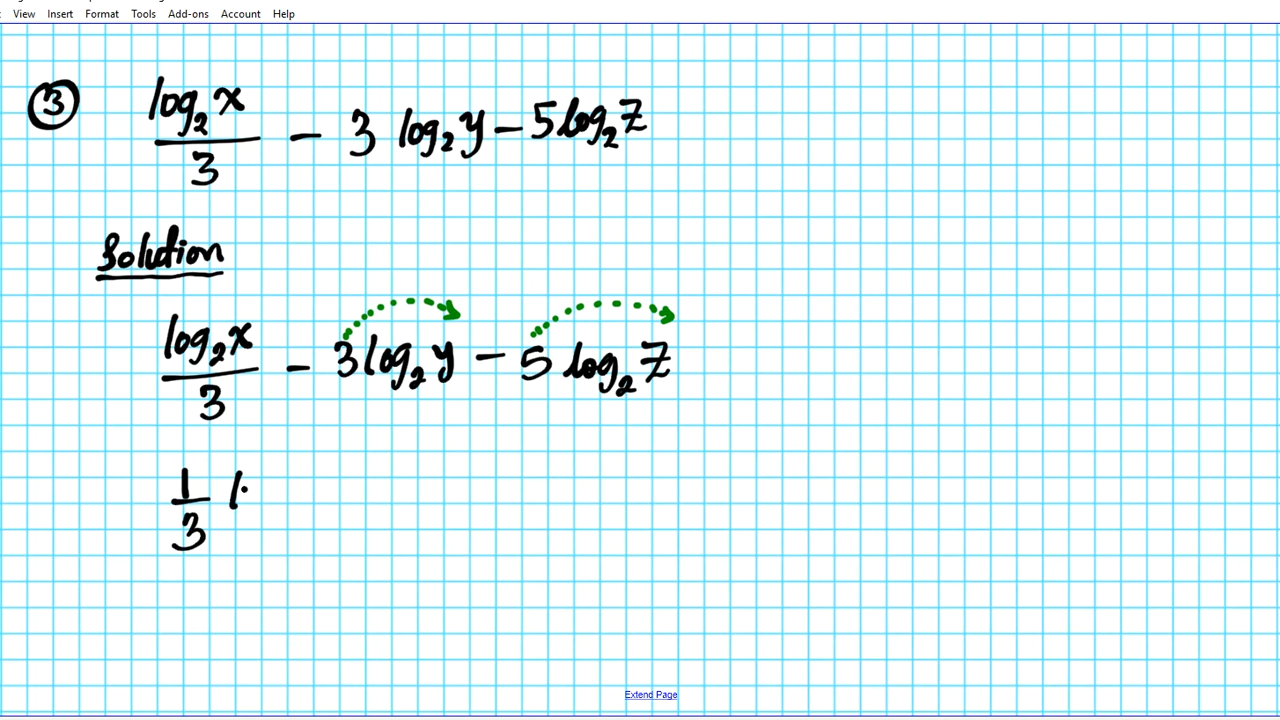 View Insert Format Tools Add-ons Account Help
③ log₂x/3 − 3 log₂y − 5log₂z
Solution
log₂x/3 − 3log₂y − 5 log₂z
1/3 l
Extend Page